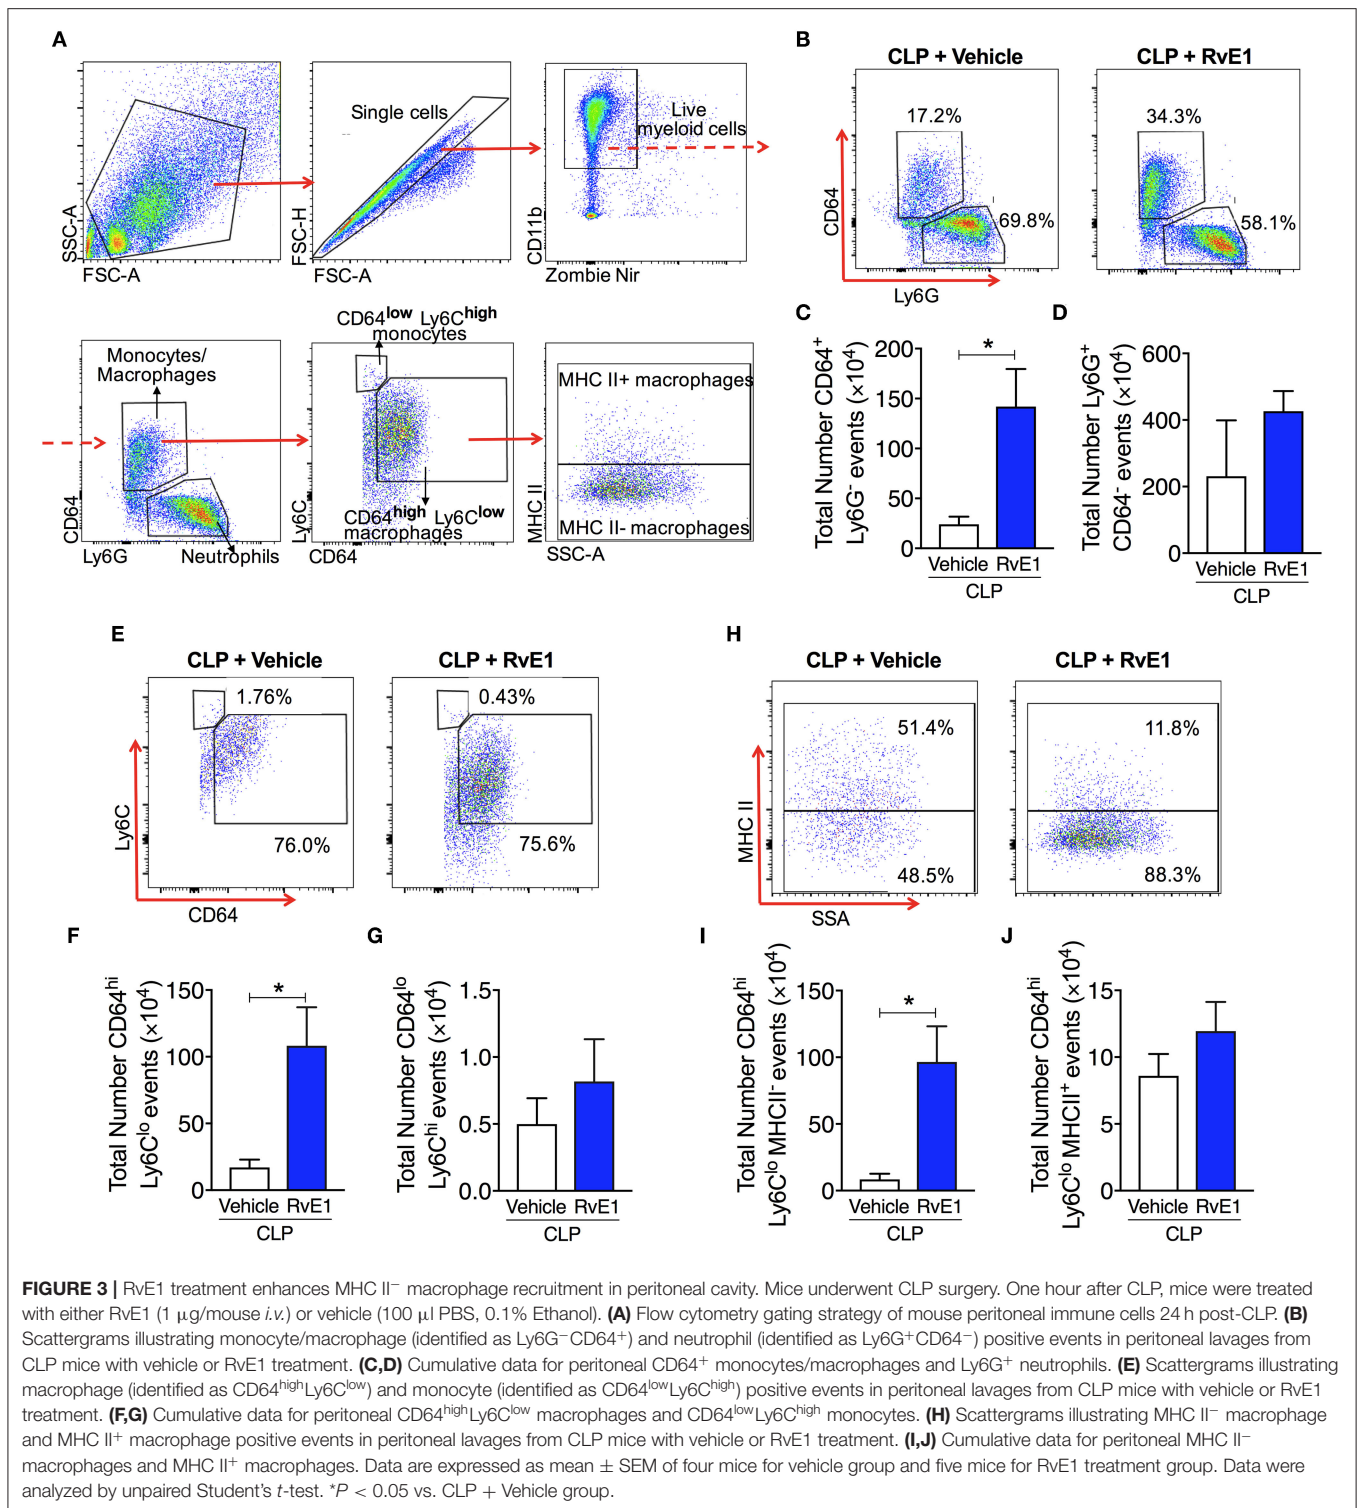 A
SSC-A
FSC-A
Single cells
FSC-H
FSC-A
Live
myeloid cells
CD11b
Zombie Nir
Monocytes/
Macrophages
CD64
Ly6G
Neutrophils
CD64low Ly6Chigh
monocytes
Ly6C
CD64high Ly6Clow
macrophages
CD64
MHC II+ macrophages
MHC II- macrophages
MHC II
SSC-A
B
CLP + Vehicle
CLP + RvE1
17.2%
69.8%
34.3%
58.1%
CD64
Ly6G
C
Total Number CD64+
Ly6G- events (×10⁴)
200
150
100
50
0
*
Vehicle RvE1
CLP
D
Total Number Ly6G+
CD64- events (×10⁴)
600
400
200
0
Vehicle RvE1
CLP
E
CLP + Vehicle
CLP + RvE1
1.76%
76.0%
0.43%
75.6%
Ly6C
CD64
H
CLP + Vehicle
CLP + RvE1
51.4%
48.5%
11.8%
88.3%
MHC II
SSA
F
Total Number CD64hi
Ly6Clo events (×10⁴)
150
100
50
0
*
Vehicle RvE1
CLP
G
Total Number CD64lo
Ly6Chi events (×10⁴)
1.5
1.0
0.5
0.0
Vehicle RvE1
CLP
I
Total Number CD64hi
Ly6Clo MHCII- events (×10⁴)
150
100
50
0
*
Vehicle RvE1
CLP
J
Total Number CD64hi
Ly6Clo MHCII+ events (×10⁴)
15
10
5
0
Vehicle RvE1
CLP
FIGURE 3 | RvE1 treatment enhances MHC II− macrophage recruitment in peritoneal cavity. Mice underwent CLP surgery. One hour after CLP, mice were treated
with either RvE1 (1 μg/mouse i.v.) or vehicle (100 μl PBS, 0.1% Ethanol). (A) Flow cytometry gating strategy of mouse peritoneal immune cells 24 h post-CLP. (B)
Scattergrams illustrating monocyte/macrophage (identified as Ly6G−CD64+) and neutrophil (identified as Ly6G+CD64−) positive events in peritoneal lavages from
CLP mice with vehicle or RvE1 treatment. (C,D) Cumulative data for peritoneal CD64+ monocytes/macrophages and Ly6G+ neutrophils. (E) Scattergrams illustrating
macrophage (identified as CD64highLy6Clow) and monocyte (identified as CD64lowLy6Chigh) positive events in peritoneal lavages from CLP mice with vehicle or RvE1
treatment. (F,G) Cumulative data for peritoneal CD64highLy6Clow macrophages and CD64lowLy6Chigh monocytes. (H) Scattergrams illustrating MHC II− macrophage
and MHC II+ macrophage positive events in peritoneal lavages from CLP mice with vehicle or RvE1 treatment. (I,J) Cumulative data for peritoneal MHC II−
macrophages and MHC II+ macrophages. Data are expressed as mean ± SEM of four mice for vehicle group and five mice for RvE1 treatment group. Data were
analyzed by unpaired Student's t-test. *P < 0.05 vs. CLP + Vehicle group.